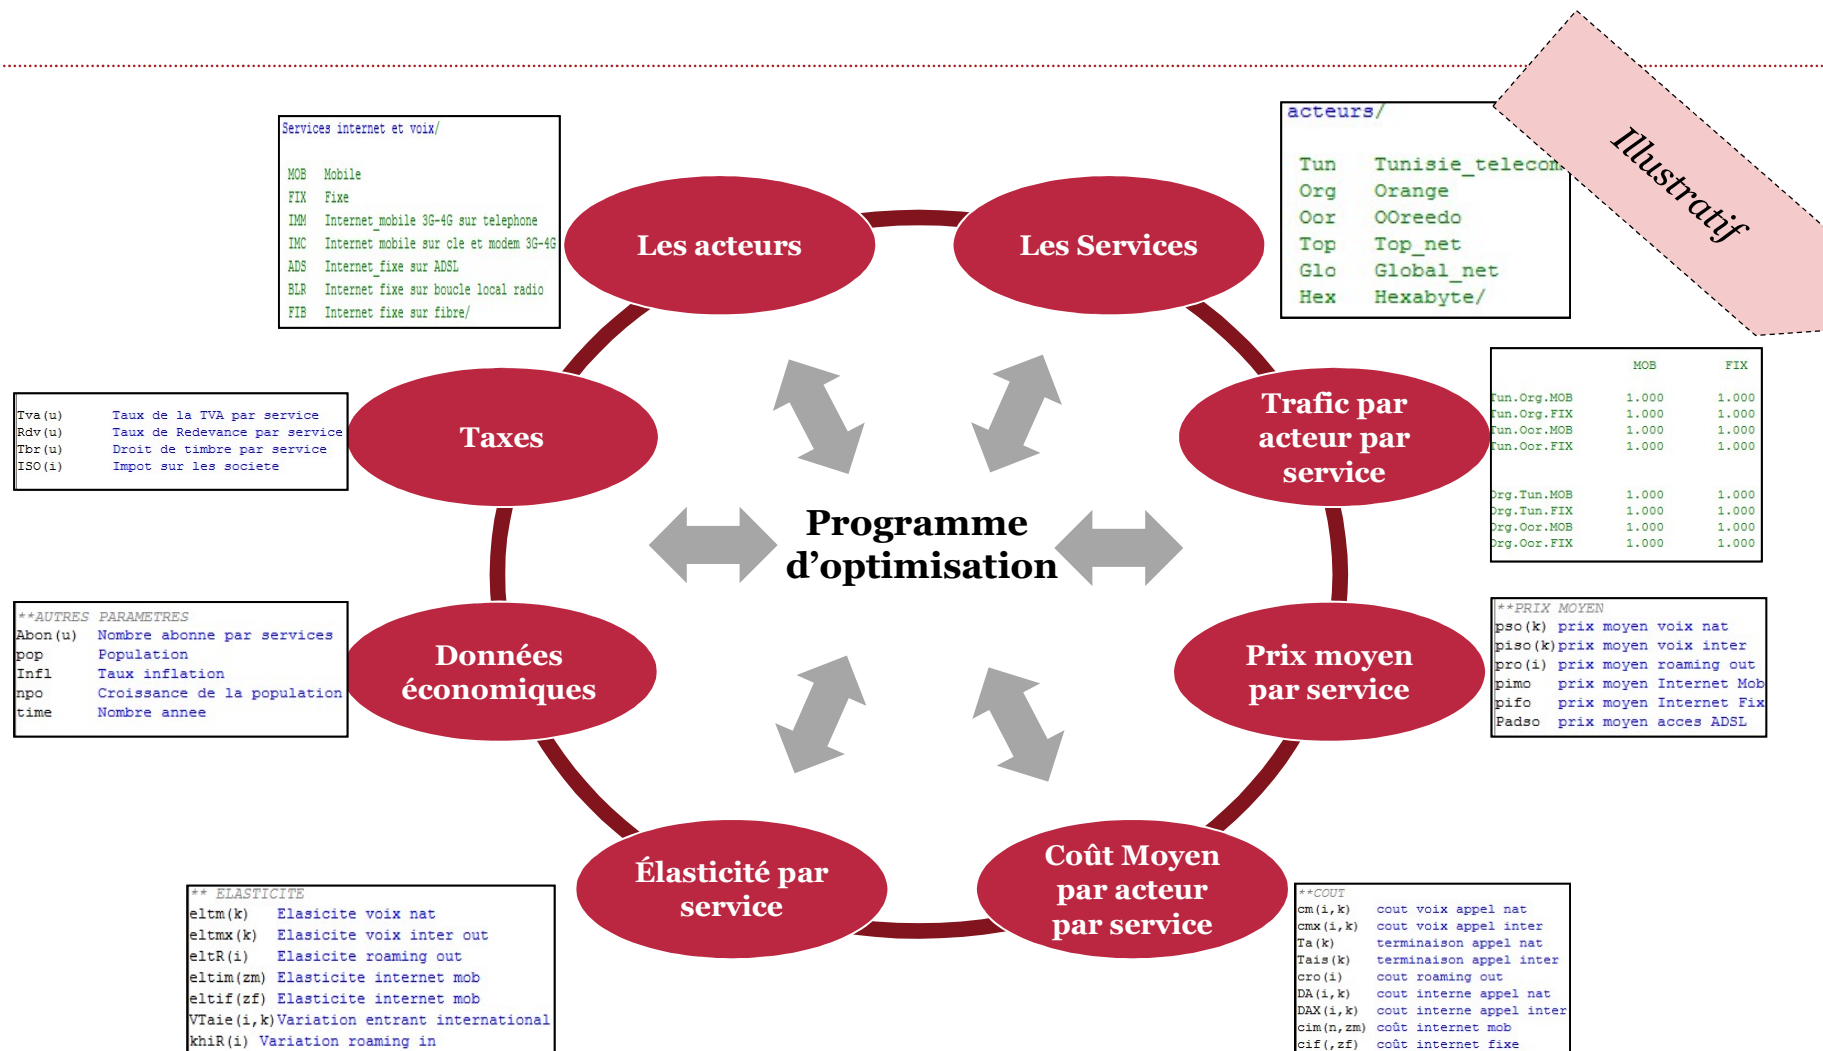 Illustratif
Services internet et voix/
MOB Mobile
FIX Fixe
IMM Internet_mobile 3G-4G sur telephone
IMC Internet mobile sur cle et modem 3G-4G
ADS Internet_fixe sur ADSL
BLR Internet fixe sur boucle local radio
FIB Internet fixe sur fibre/
Les acteurs
Les Services
acteurs/
Tun Tunisie_telecom
Org Orange
Oor OOreedo
Top Top_net
Glo Global_net
Hex Hexabyte/
Tva(u) Taux de la TVA par service
Rdv(u) Taux de Redevance par service
Tbr(u) Droit de timbre par service
ISO(i) Impot sur les societe
Taxes
Trafic par
acteur par
service
MOB FIX
Tun.Org.MOB 1.000 1.000
Tun.Org.FIX 1.000 1.000
Tun.Oor.MOB 1.000 1.000
Tun.Oor.FIX 1.000 1.000
Org.Tun.MOB 1.000 1.000
Org.Tun.FIX 1.000 1.000
Org.Oor.MOB 1.000 1.000
Org.Oor.FIX 1.000 1.000
Programme
d’optimisation
**AUTRES PARAMETRES
Abon(u) Nombre abonne par services
pop Population
Infl Taux inflation
npo Croissance de la population
time Nombre annee
Données
économiques
Prix moyen
par service
**PRIX MOYEN
pso(k) prix moyen voix nat
piso(k) prix moyen voix inter
pro(i) prix moyen roaming out
pimo prix moyen Internet Mob
pifo prix moyen Internet Fix
Padso prix moyen acces ADSL
Élasticité par
service
Coût Moyen
par acteur
par service
** ELASTICITE
eltm(k) Elasicite voix nat
eltmx(k) Elasicite voix inter out
eltR(i) Elasicite roaming out
eltim(zm) Elasticite internet mob
eltif(zf) Elasticite internet mob
VTaie(i,k) Variation entrant international
khiR(i) Variation roaming in
**COUT
cm(i,k) cout voix appel nat
cmx(i,k) cout voix appel inter
Ta(k) terminaison appel nat
Tais(k) terminaison appel inter
cro(i) cout roaming out
DA(i,k) cout interne appel nat
DAX(i,k) cout interne appel inter
cim(n,zm) coût internet mob
cif(,zf) coût internet fixe